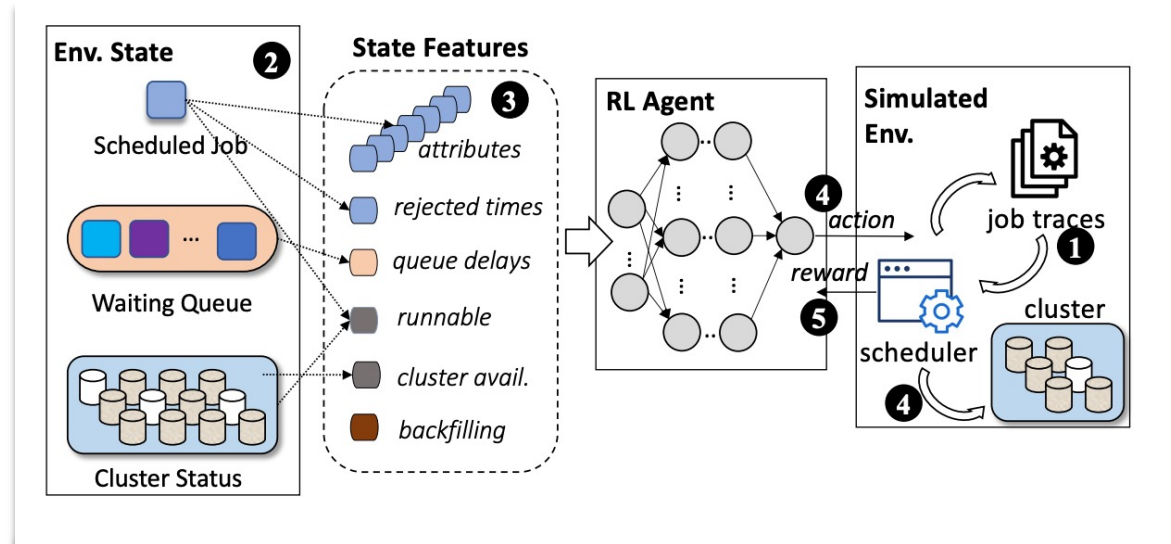 Env. State
2
Scheduled Job
...
Waiting Queue
Cluster Status
State Features
3
attributes
rejected times
queue delays
runnable
cluster avail.
backfilling
RL Agent
4
action
reward
5
Simulated
Env.
job traces
1
scheduler
cluster
4